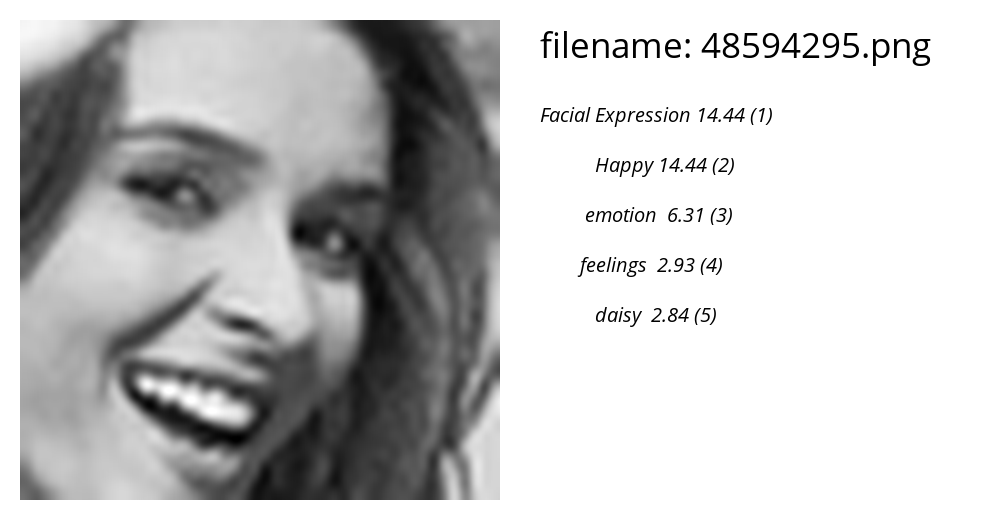 filename: 48594295.png
Facial Expression 14.44 (1)
Happy 14.44 (2)
emotion 6.31 (3)
feelings 2.93 (4)
daisy 2.84 (5)